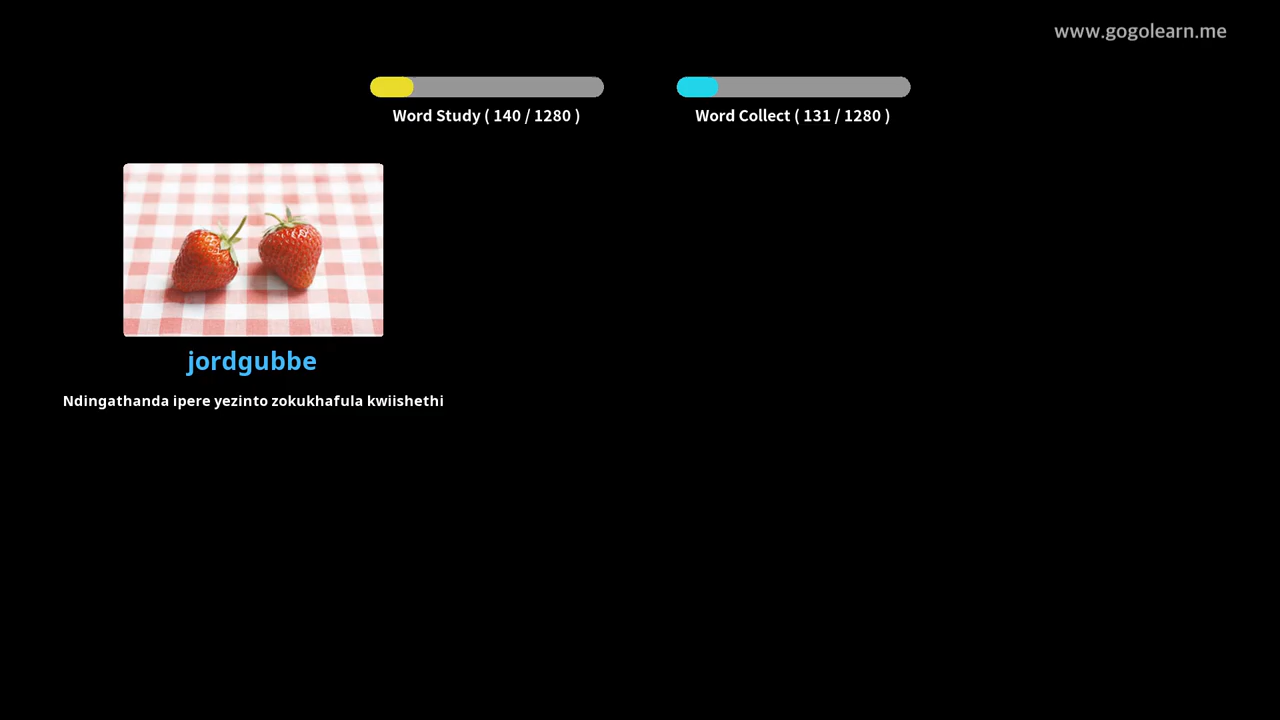 www.gogolearn.me
Word Study ( 140 / 1280 )
Word Collect ( 131 / 1280 )
jordgubbe
Ndingathanda ipere yezinto zokukhafula kwiishethi